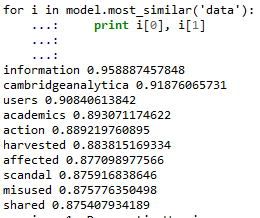 for i in model.most_similar('data'):
...: print i[0], i[1]
...:
...:
information 0.958887457848
cambridgeanalytica 0.91876065731
users 0.90840613842
academics 0.893071174622
action 0.889219760895
harvested 0.883815169334
affected 0.877098977566
scandal 0.875916838646
misused 0.875776350498
shared 0.875407934189